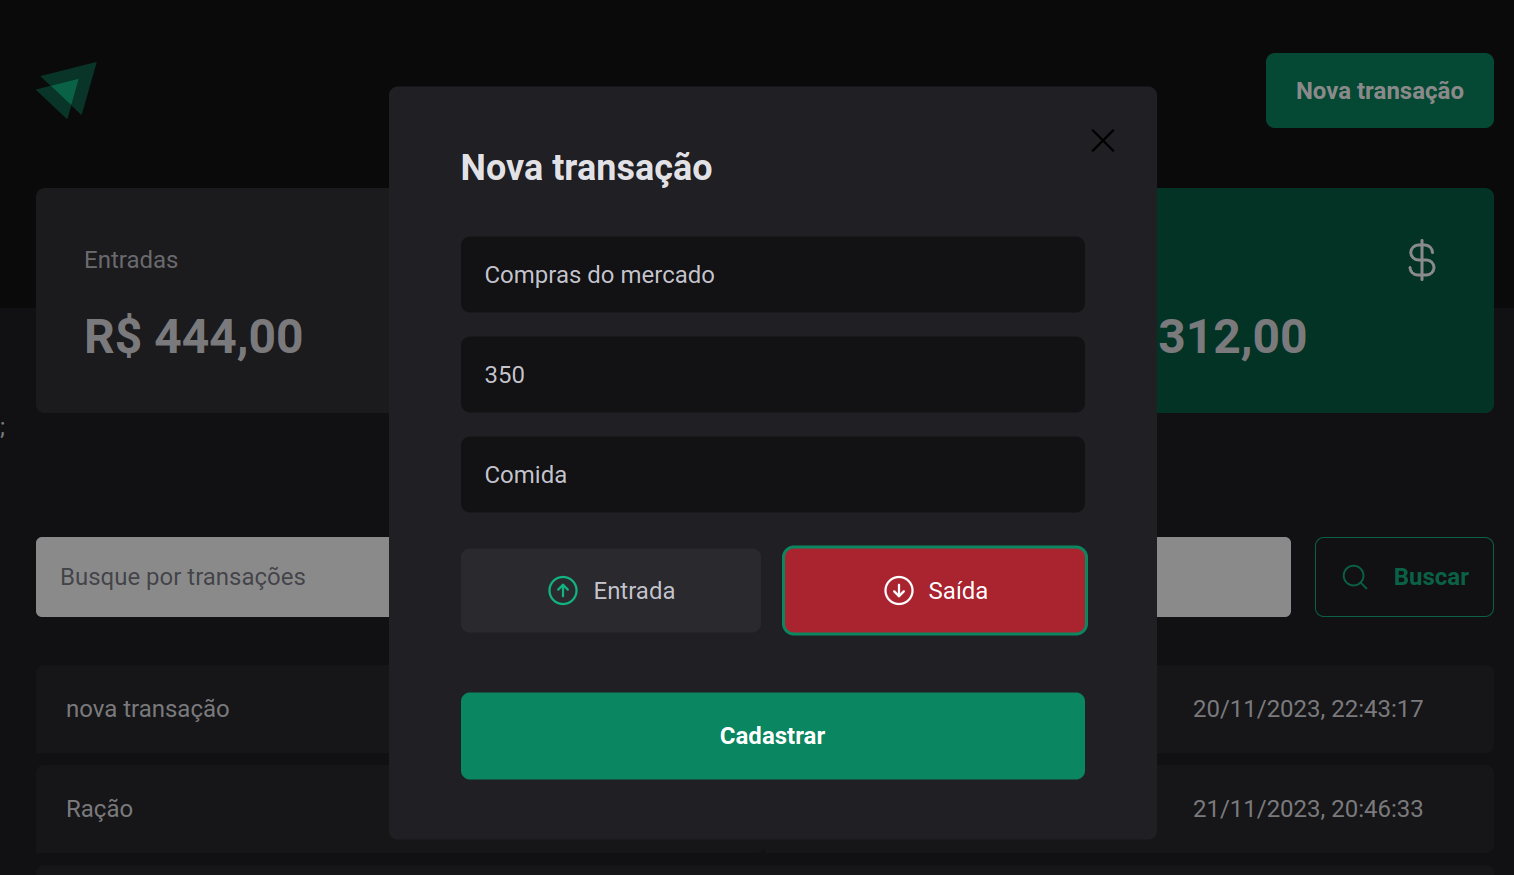 Nova transação
Nova transação
Entradas
R$ 444,00
312,00
;
Compras do mercado
350
Comida
Busque por transações
Buscar
Entrada
Saída
nova transação
20/11/2023, 22:43:17
Cadastrar
Ração
21/11/2023, 20:46:33